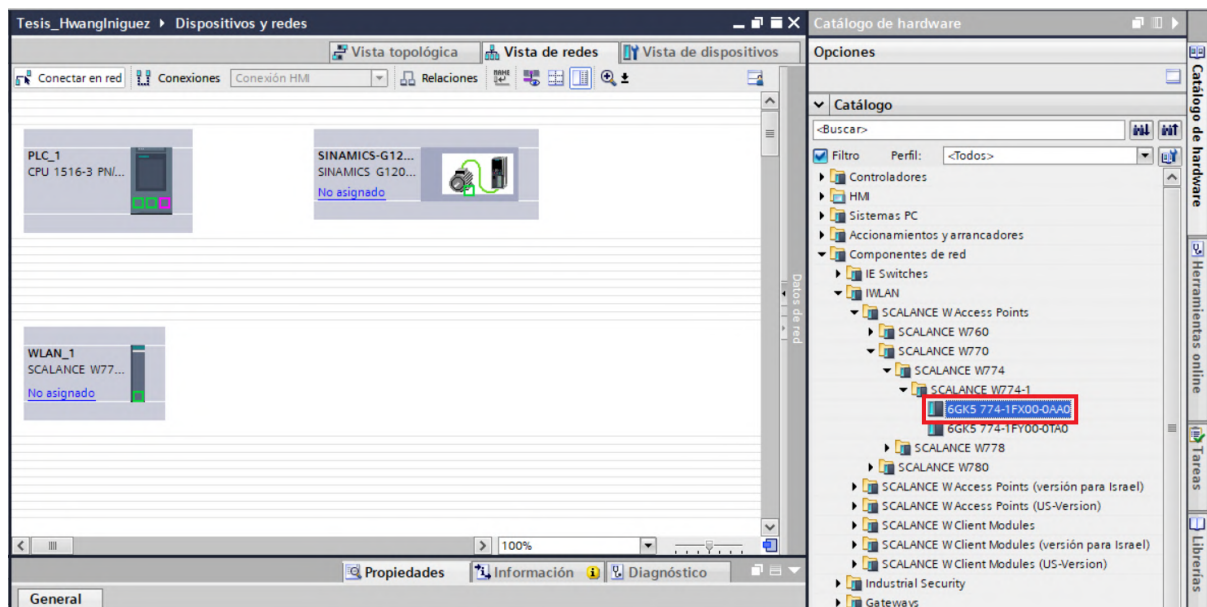 Tesis_HwangIniguez ▸ Dispositivos y redes
Vista topológica
Vista de redes
Vista de dispositivos
Conectar en red
Conexiones
Conexión HMI
Relaciones
PLC_1
CPU 1516-3 PN/...
SINAMICS-G12...
SINAMICS G120...
No asignado
WLAN_1
SCALANCE W77...
No asignado
100%
Datos de red
Propiedades
Información
Diagnóstico
General
Catálogo de hardware
Opciones
Catálogo
<Buscar>
Filtro Perfil: <Todos>
Controladores
HMI
Sistemas PC
Accionamientos y arrancadores
Componentes de red
IE Switches
IWLAN
SCALANCE W Access Points
SCALANCE W760
SCALANCE W770
SCALANCE W774
SCALANCE W774-1
6GK5 774-1FX00-0AA0
6GK5 774-1FY00-0TA0
SCALANCE W778
SCALANCE W780
SCALANCE W Access Points (versión para Israel)
SCALANCE W Access Points (US-Version)
SCALANCE W Client Modules
SCALANCE W Client Modules (versión para Israel)
SCALANCE W Client Modules (US-Version)
Industrial Security
Gateways
Catálogo de hardware
Herramientas online
Tareas
Librerías